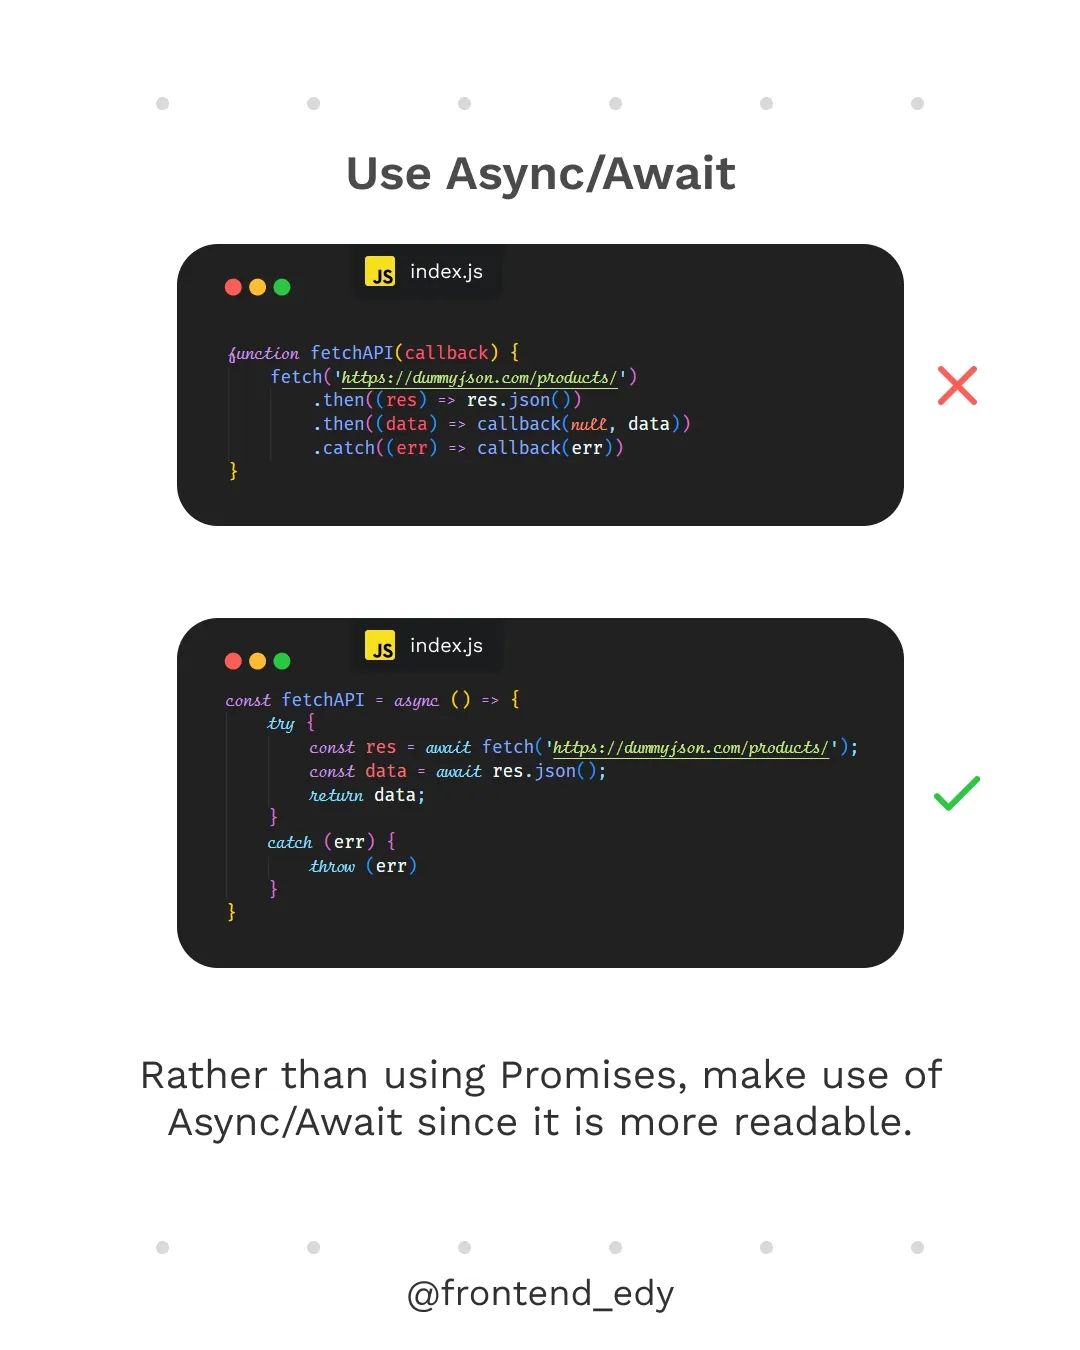 Use Async/Await
JS index.js
function fetchAPI(callback) {
    fetch('https://dummyjson.com/products/')
        .then((res) => res.json())
        .then((data) => callback(null, data))
        .catch((err) => callback(err))
}
JS index.js
const fetchAPI = async () => {
    try {
        const res = await fetch('https://dummyjson.com/products/');
        const data = await res.json();
        return data;
    }
    catch (err) {
        throw (err)
    }
}
Rather than using Promises, make use of
Async/Await since it is more readable.
@frontend_edy